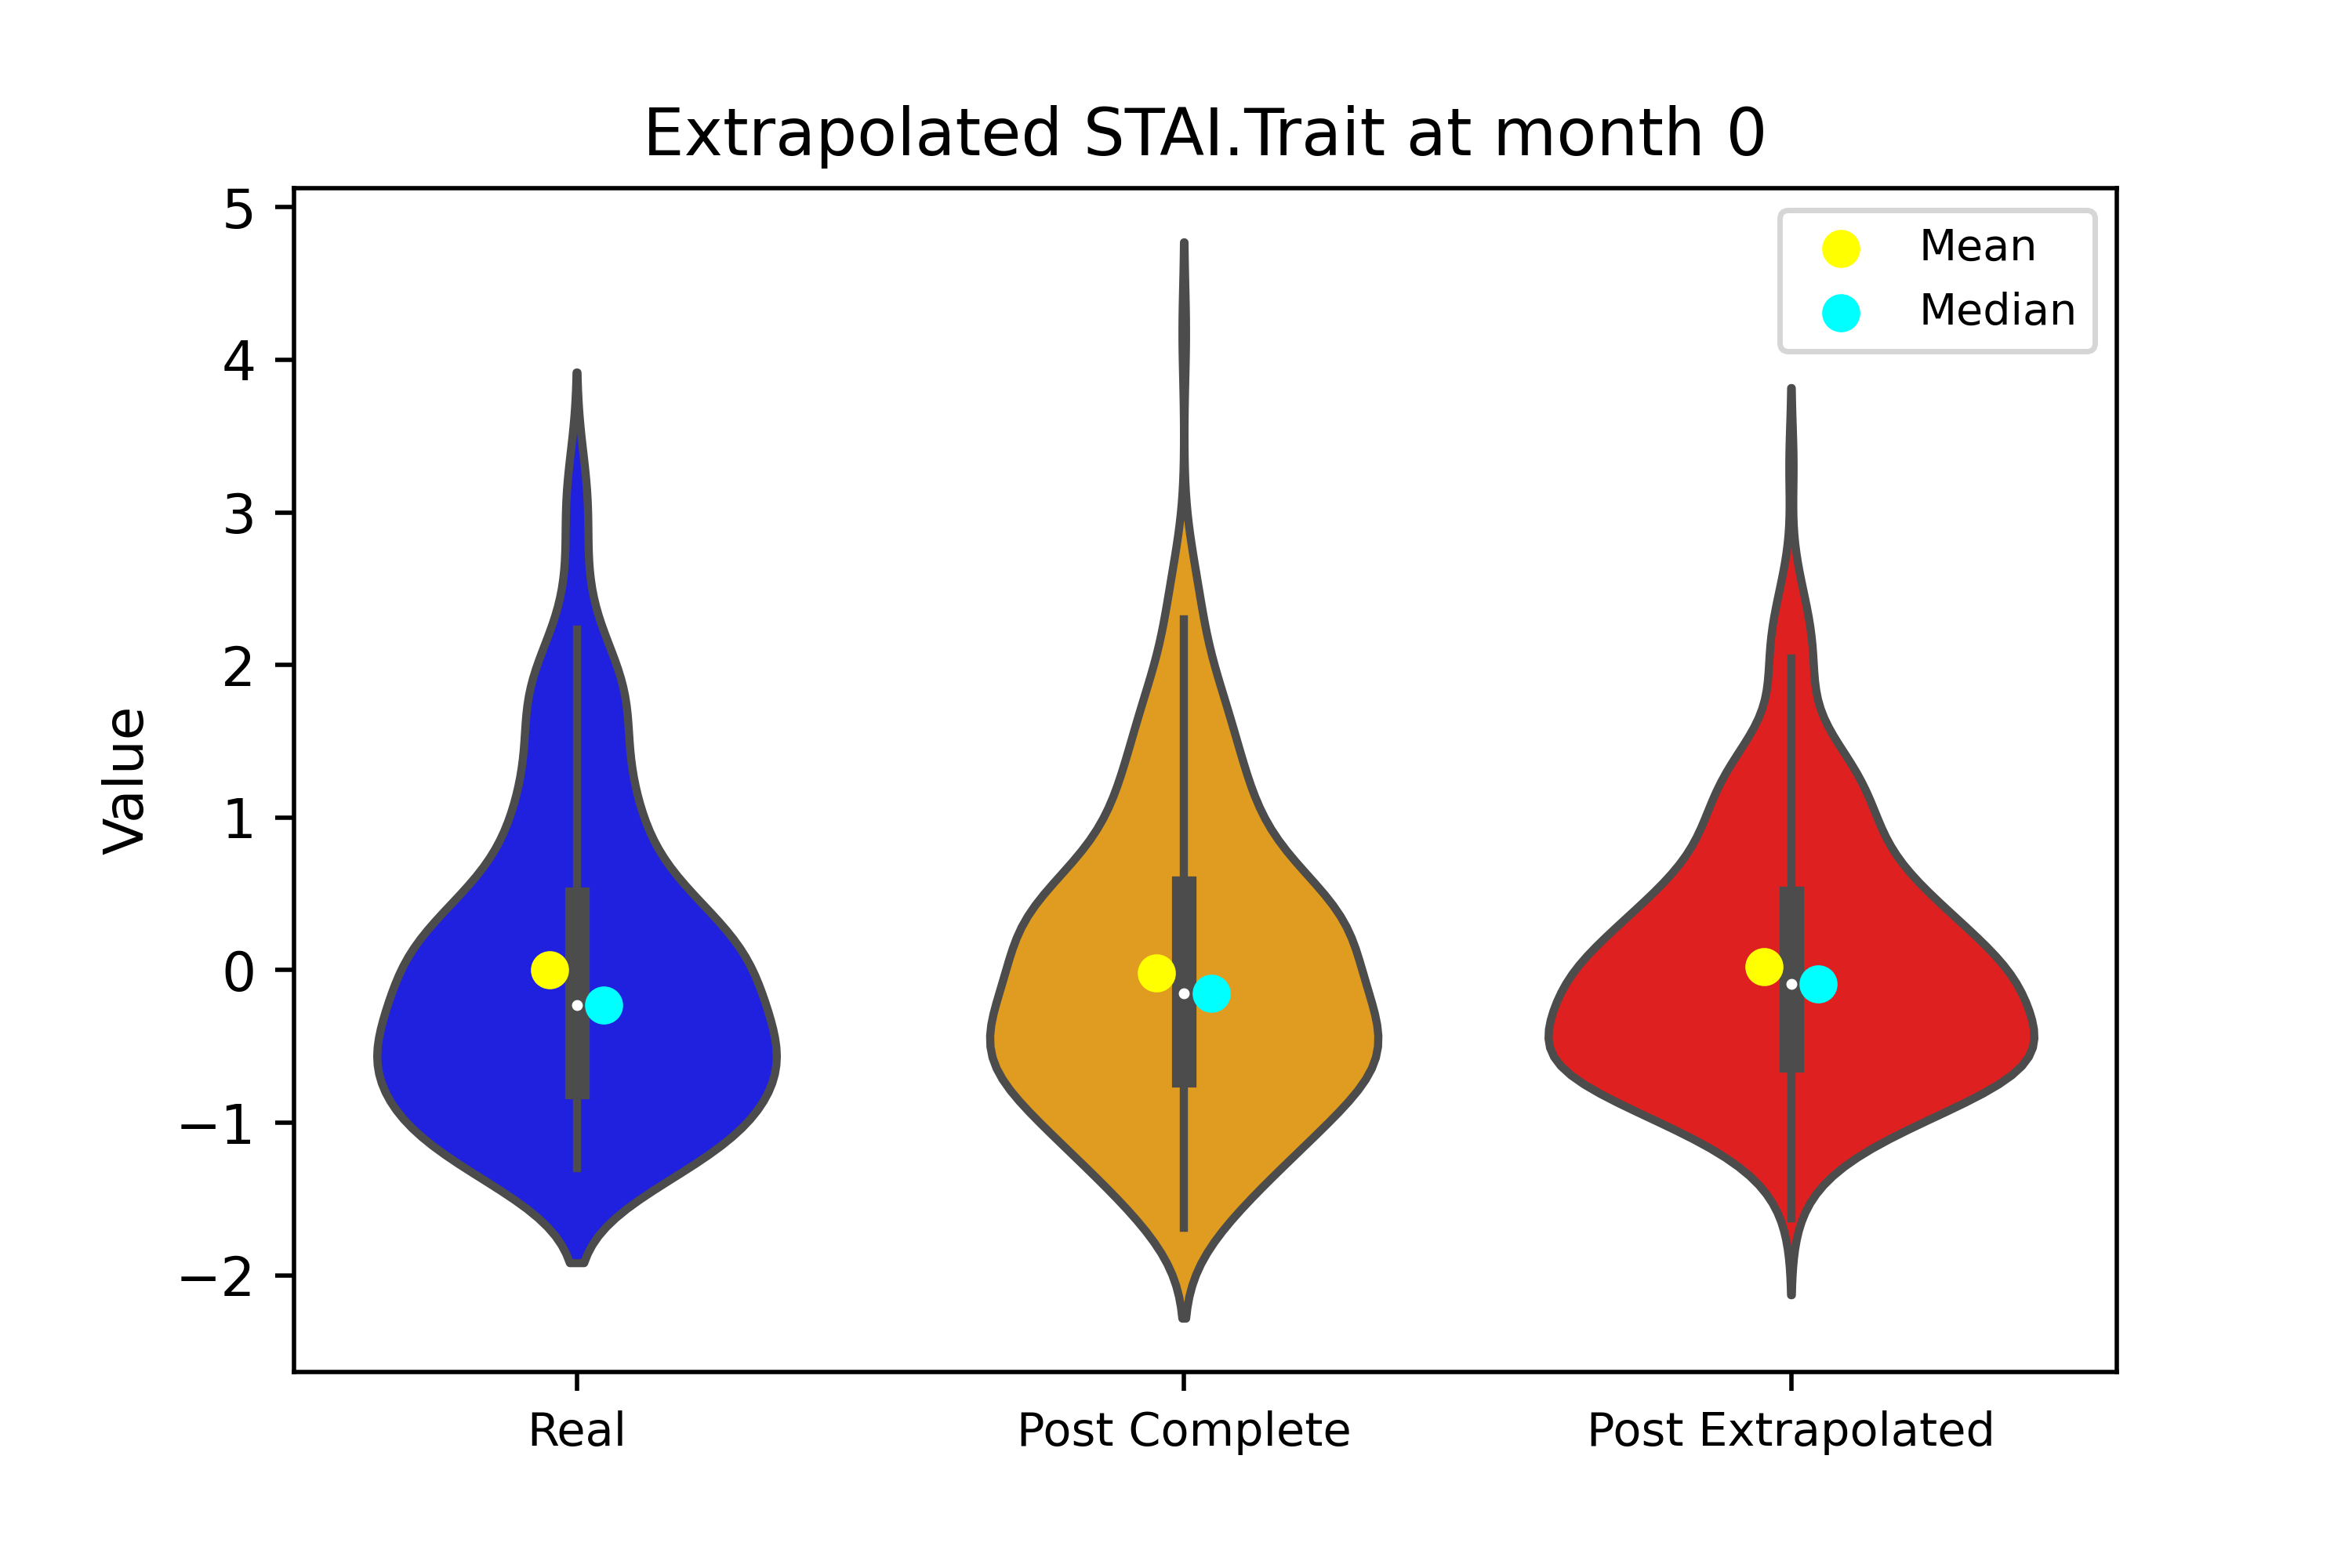 Extrapolated STAI.Trait at month 0
Mean
Median
Value
5
4
3
2
1
0
−1
−2
Real
Post Complete
Post Extrapolated